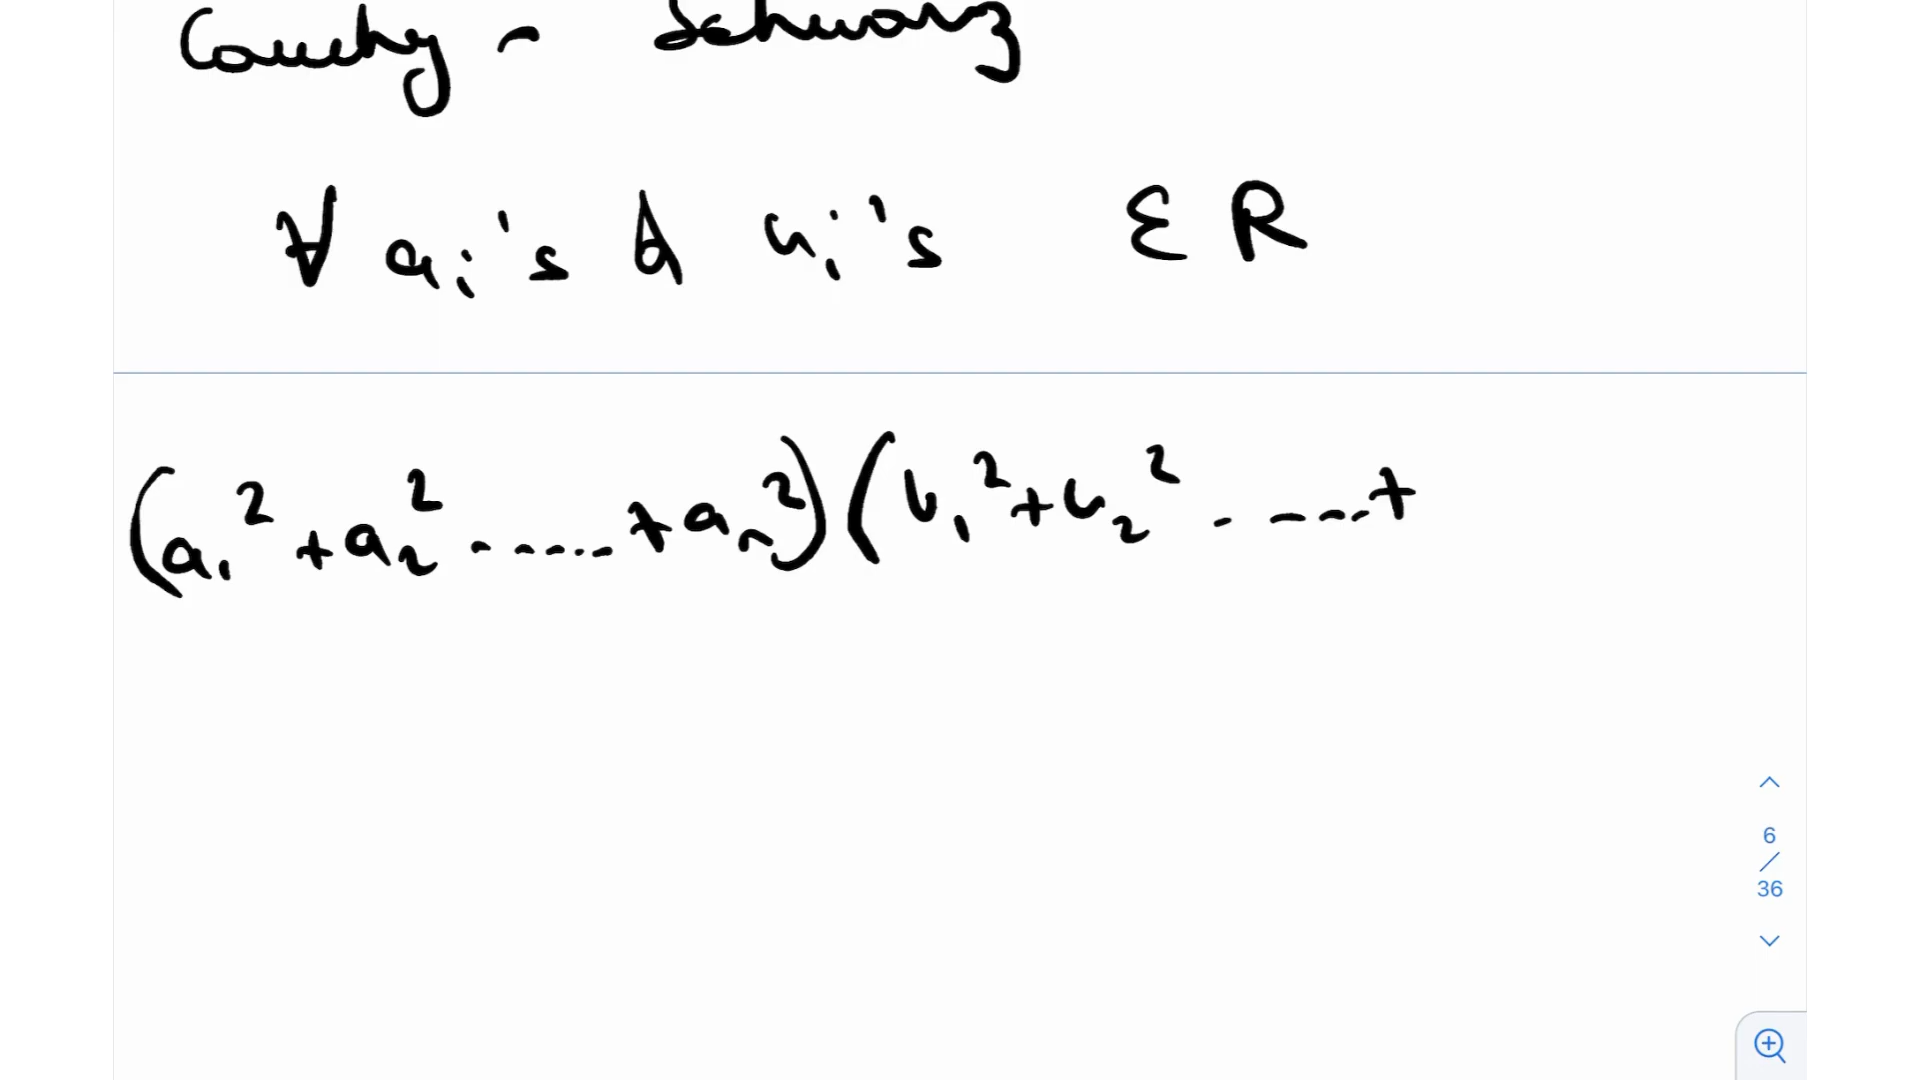 Cauchy - Schwarz
∀ aᵢ's & bᵢ's ∈ R
(a₁² + a₂² ....... + aₙ²)(b₁² + b₂² ...... +
6
/
36